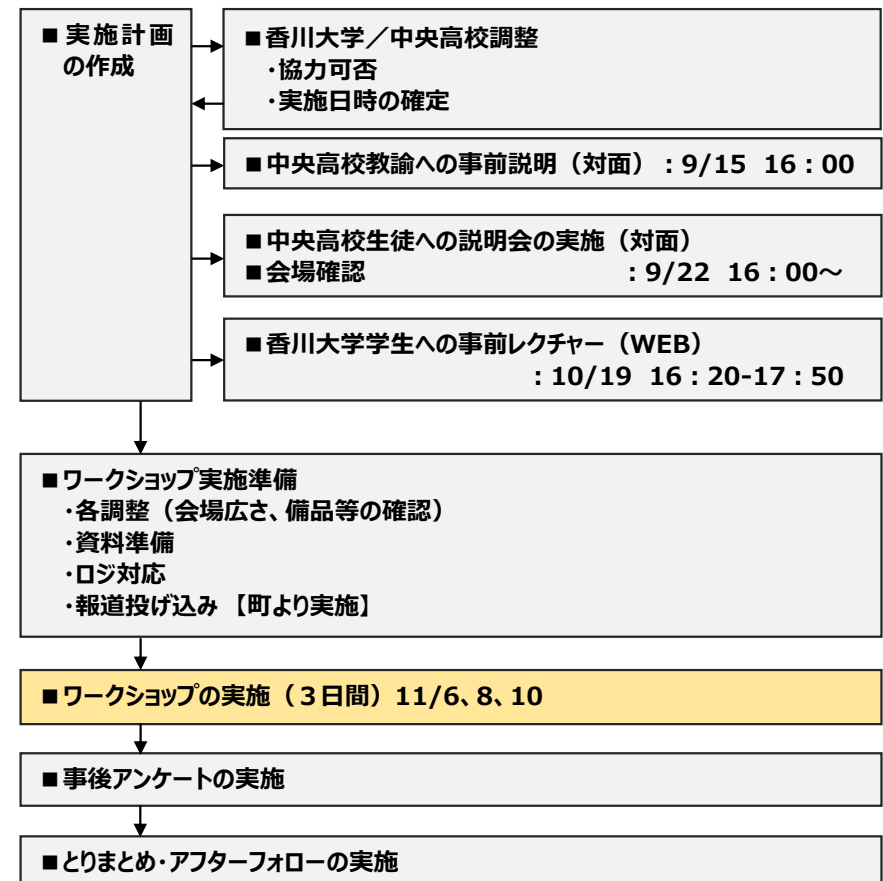 ■実施計画
の作成
■香川大学／中央高校調整
・協力可否
・実施日時の確定
■中央高校教諭への事前説明（対面）：9/15 16：00
■中央高校生徒への説明会の実施（対面）
■会場確認 ：9/22 16：00～
■香川大学学生への事前レクチャー（WEB）
：10/19 16：20-17：50
■ワークショップ実施準備
・各調整（会場広さ、備品等の確認）
・資料準備
・ロジ対応
・報道投げ込み 【町より実施】
■ワークショップの実施（３日間）11/6、8、10
■事後アンケートの実施
■とりまとめ・アフターフォローの実施